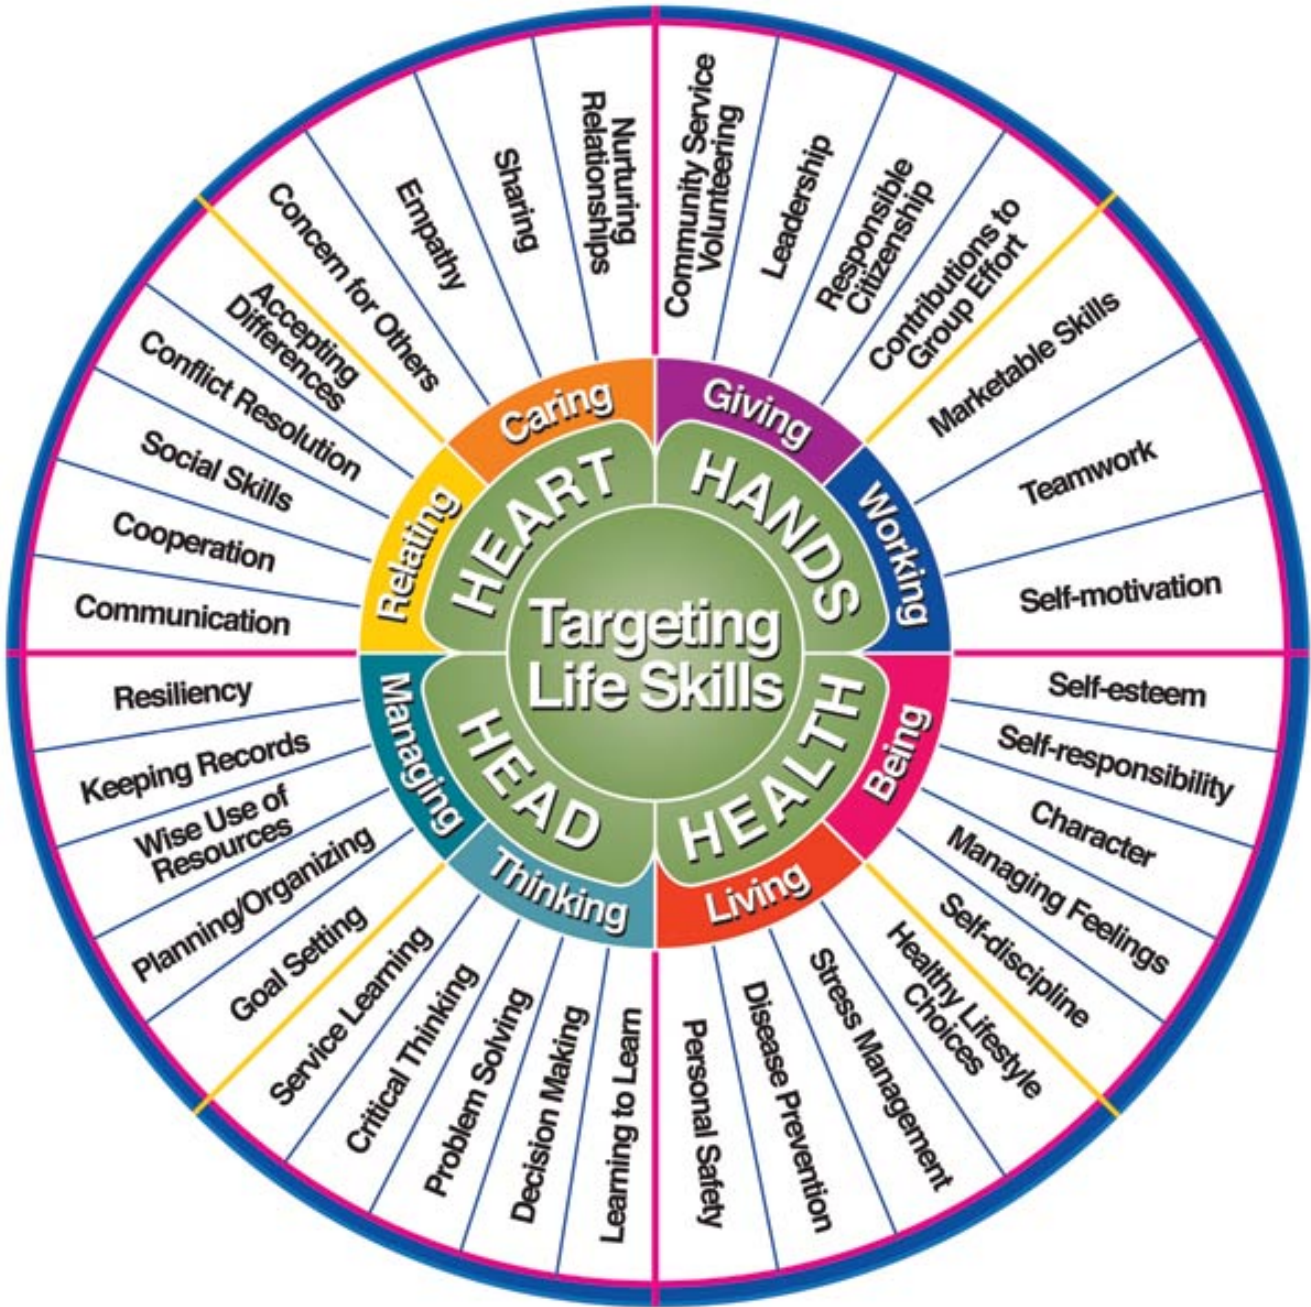 Targeting
Life Skills
HEART
HANDS
HEALTH
HEAD
Caring
Giving
Working
Being
Living
Thinking
Managing
Relating
Community Service
Volunteering
Leadership
Responsible
Citizenship
Contributions to
Group Effort
Marketable Skills
Teamwork
Self-motivation
Self-esteem
Self-responsibility
Character
Managing Feelings
Self-discipline
Healthy Lifestyle
Choices
Stress Management
Disease Prevention
Personal Safety
Learning to Learn
Decision Making
Problem Solving
Critical Thinking
Service Learning
Goal Setting
Planning/Organizing
Wise Use of
Resources
Keeping Records
Resiliency
Communication
Cooperation
Social Skills
Conflict Resolution
Accepting
Differences
Concern for Others
Empathy
Sharing
Nurturing
Relationships